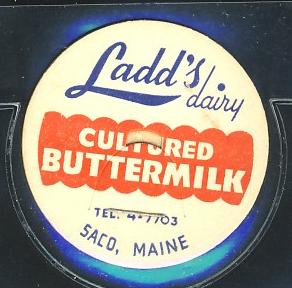 Ladd's
dairy
CULTURED
BUTTERMILK
TEL. 4-7703
SACO, MAINE